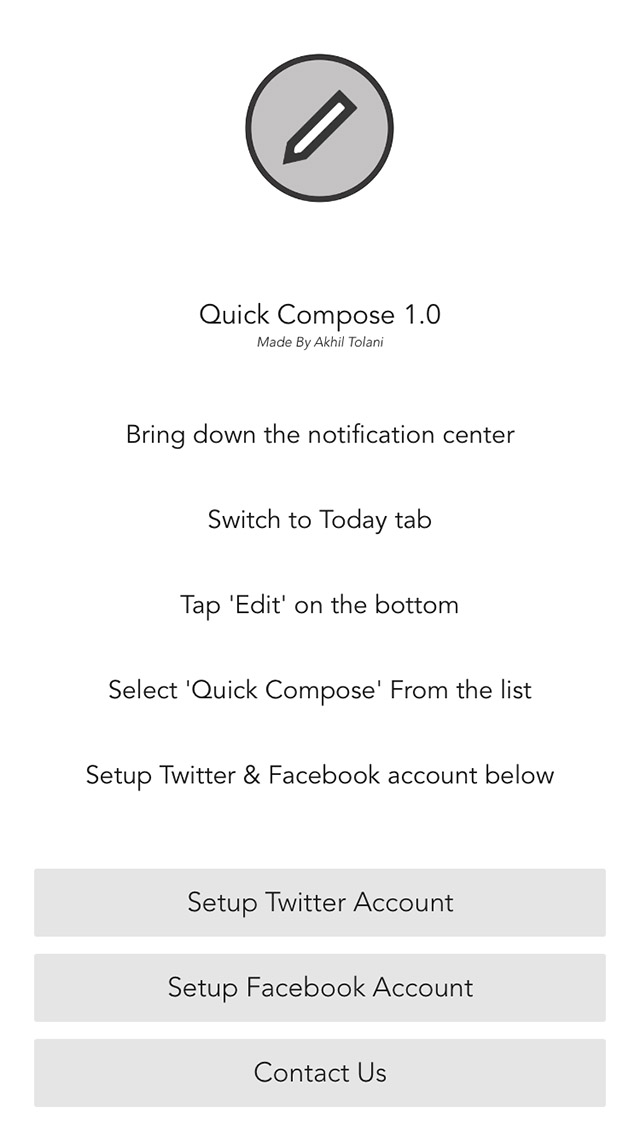 Quick Compose 1.0
Made By Akhil Tolani
Bring down the notification center
Switch to Today tab
Tap 'Edit' on the bottom
Select 'Quick Compose' From the list
Setup Twitter & Facebook account below
Setup Twitter Account
Setup Facebook Account
Contact Us